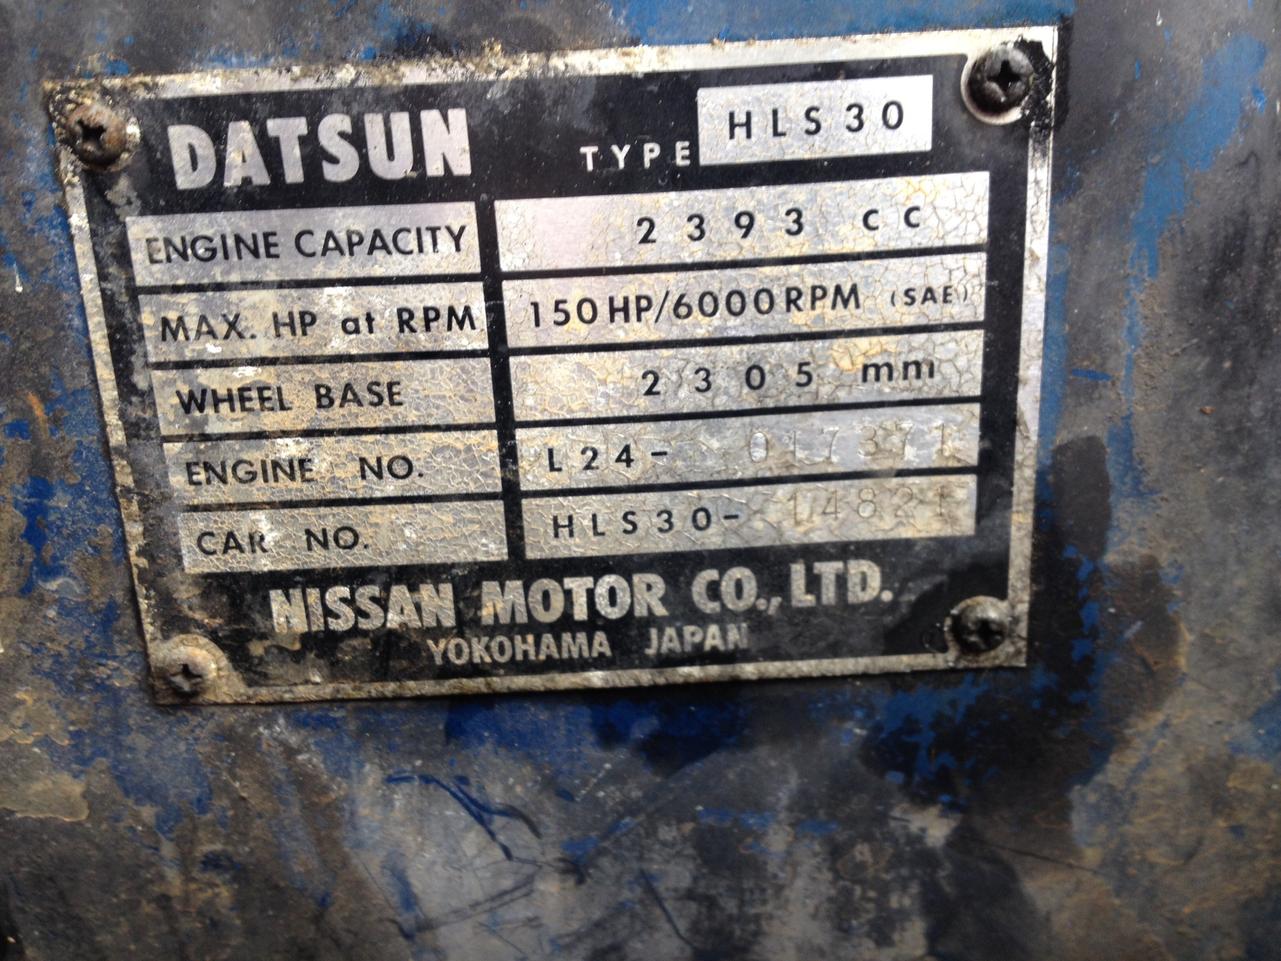 DATSUN TYPE HLS30
ENGINE CAPACITY 2393 CC
MAX. HP at RPM 150HP/6000RPM (SAE)
WHEEL BASE 2305 mm
ENGINE NO. L24- 017371
CAR NO. HLS30- 14821
NISSAN MOTOR CO., LTD.
YOKOHAMA JAPAN